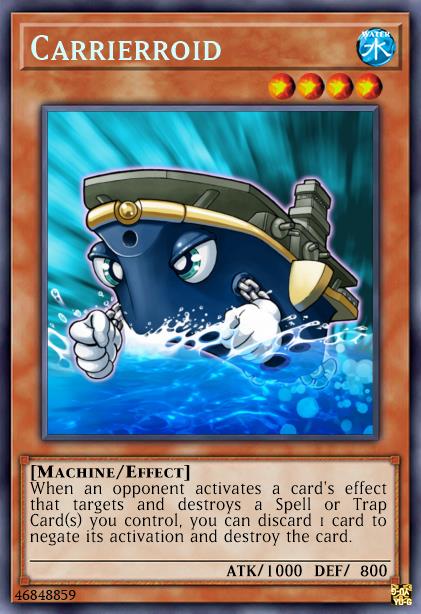 CARRIERROID
WATER
水
[MACHINE/EFFECT]
When an opponent activates a card's effect
that targets and destroys a Spell or Trap
Card(s) you control, you can discard 1 card to
negate its activation and destroy the card.
ATK/1000 DEF/ 800
46848859